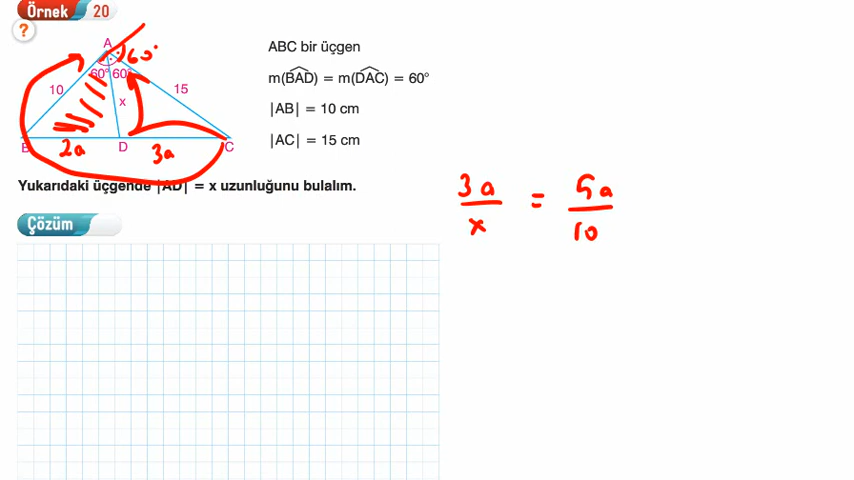 Örnek 20
?
A
60°
60° 60°
10
15
x
B
D
C
2a
3a
ABC bir üçgen
m(BAD) = m(DAC) = 60°
|AB| = 10 cm
|AC| = 15 cm
Yukarıdaki üçgende |AD| = x uzunluğunu bulalım.
3a/x = 5a/10
Çözüm